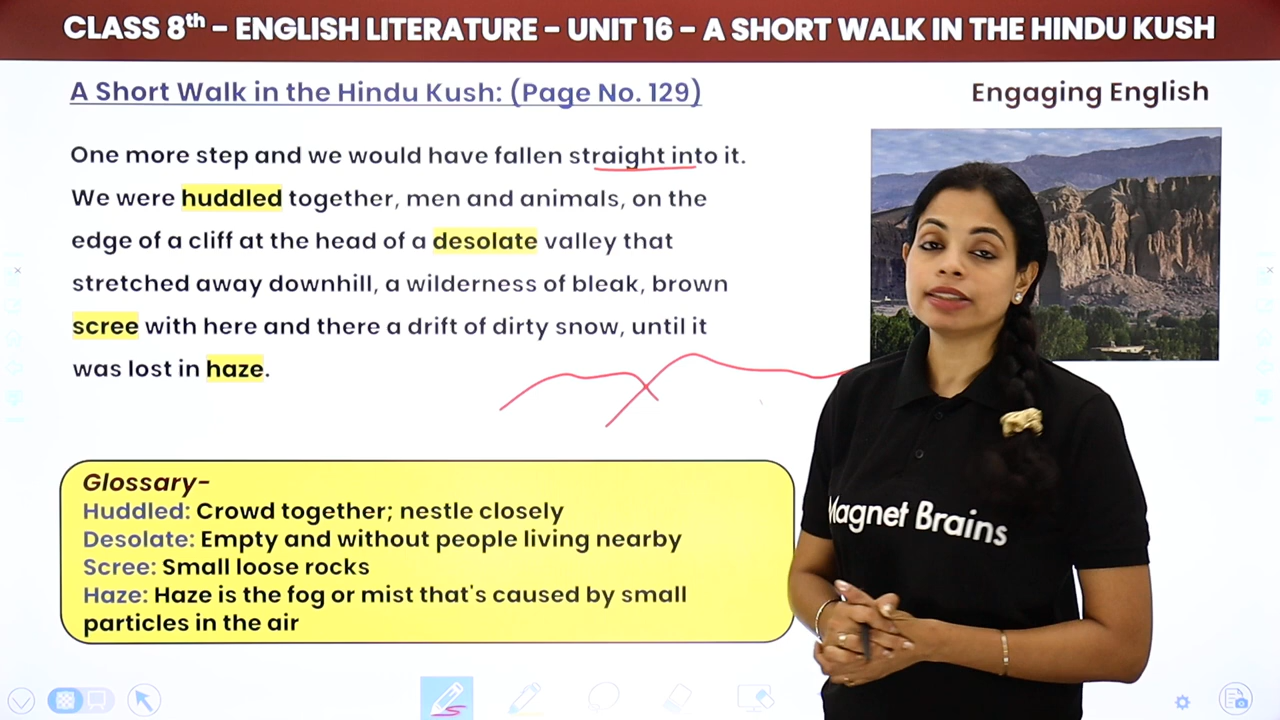 CLASS 8th - ENGLISH LITERATURE - UNIT 16 - A SHORT WALK IN THE HINDU KUSH
A Short Walk in the Hindu Kush: (Page No. 129)
Engaging English
One more step and we would have fallen straight into it.
We were huddled together, men and animals, on the
edge of a cliff at the head of a desolate valley that
stretched away downhill, a wilderness of bleak, brown
scree with here and there a drift of dirty snow, until it
was lost in haze.
Glossary-
Huddled: Crowd together; nestle closely
Desolate: Empty and without people living nearby
Scree: Small loose rocks
Haze: Haze is the fog or mist that's caused by small
particles in the air
Magnet Brains